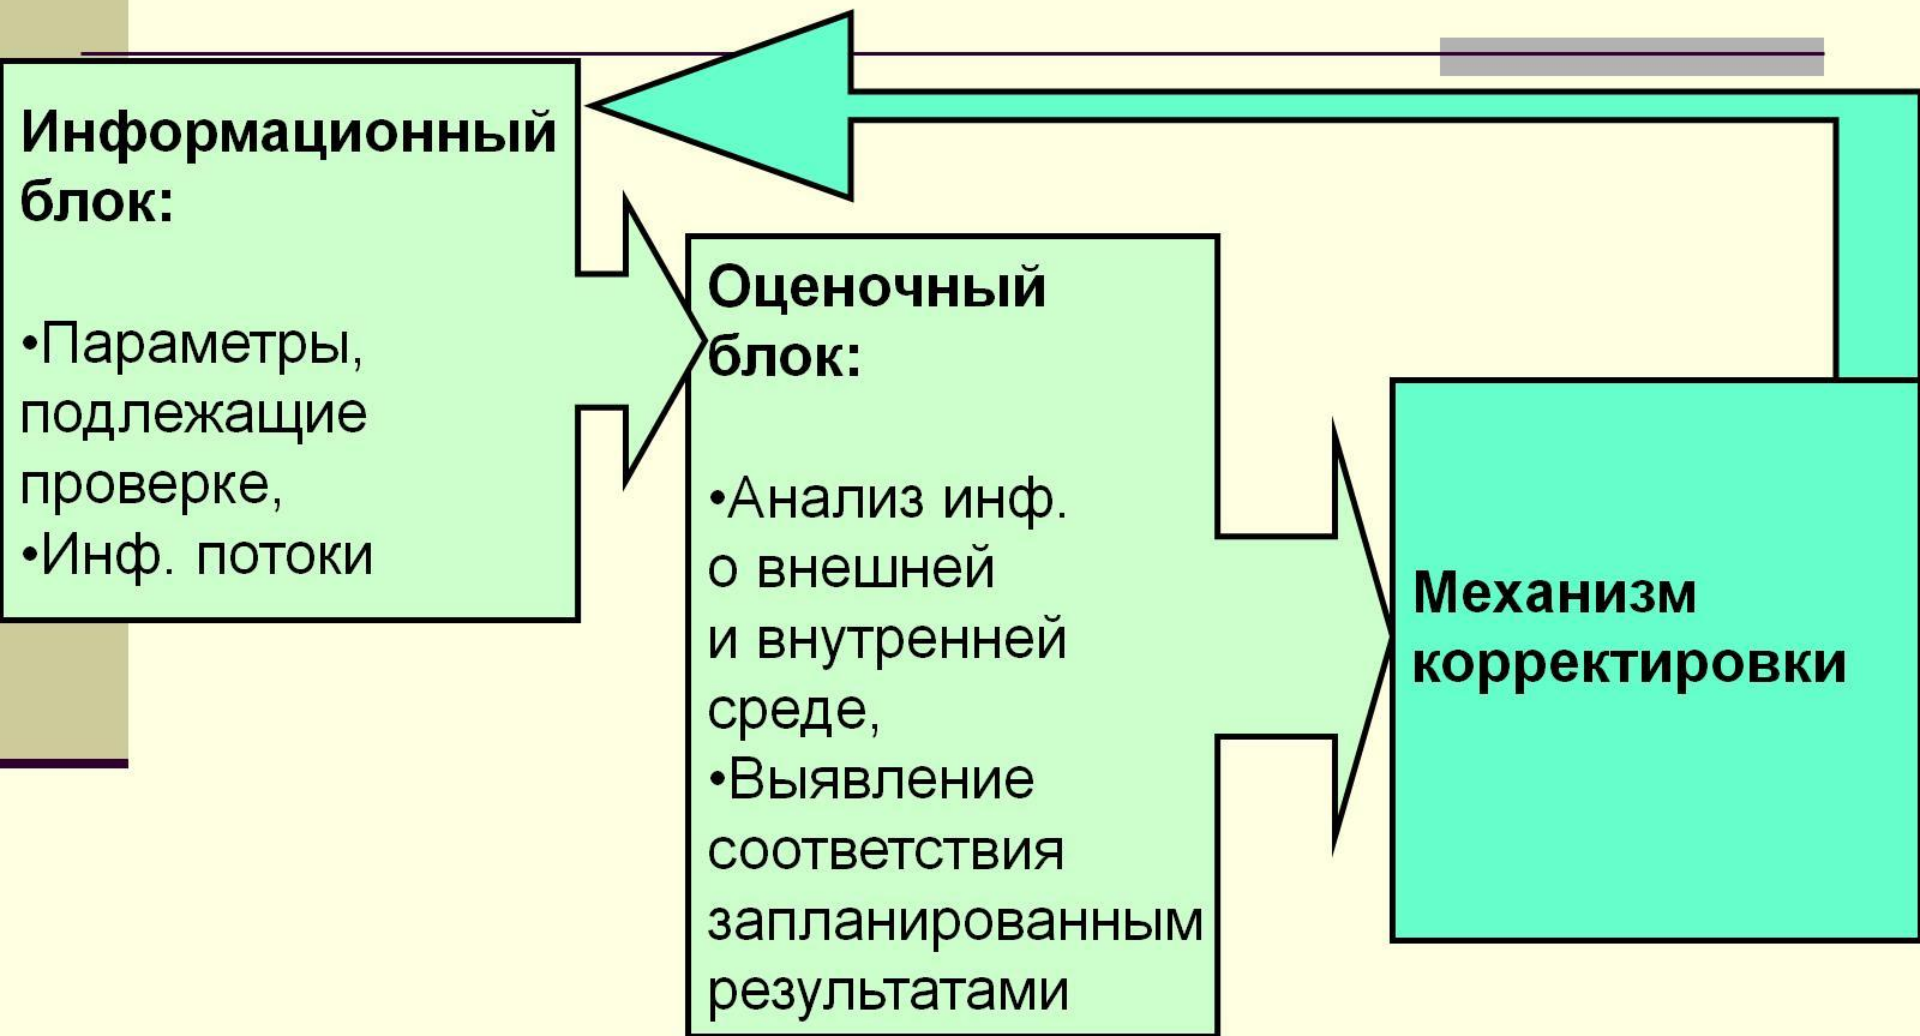 Информационный
блок:
•Параметры,
подлежащие
проверке,
•Инф. потоки
Оценочный
блок:
•Анализ инф.
о внешней
и внутренней
среде,
•Выявление
соответствия
запланированным
результатами
Механизм
корректировки